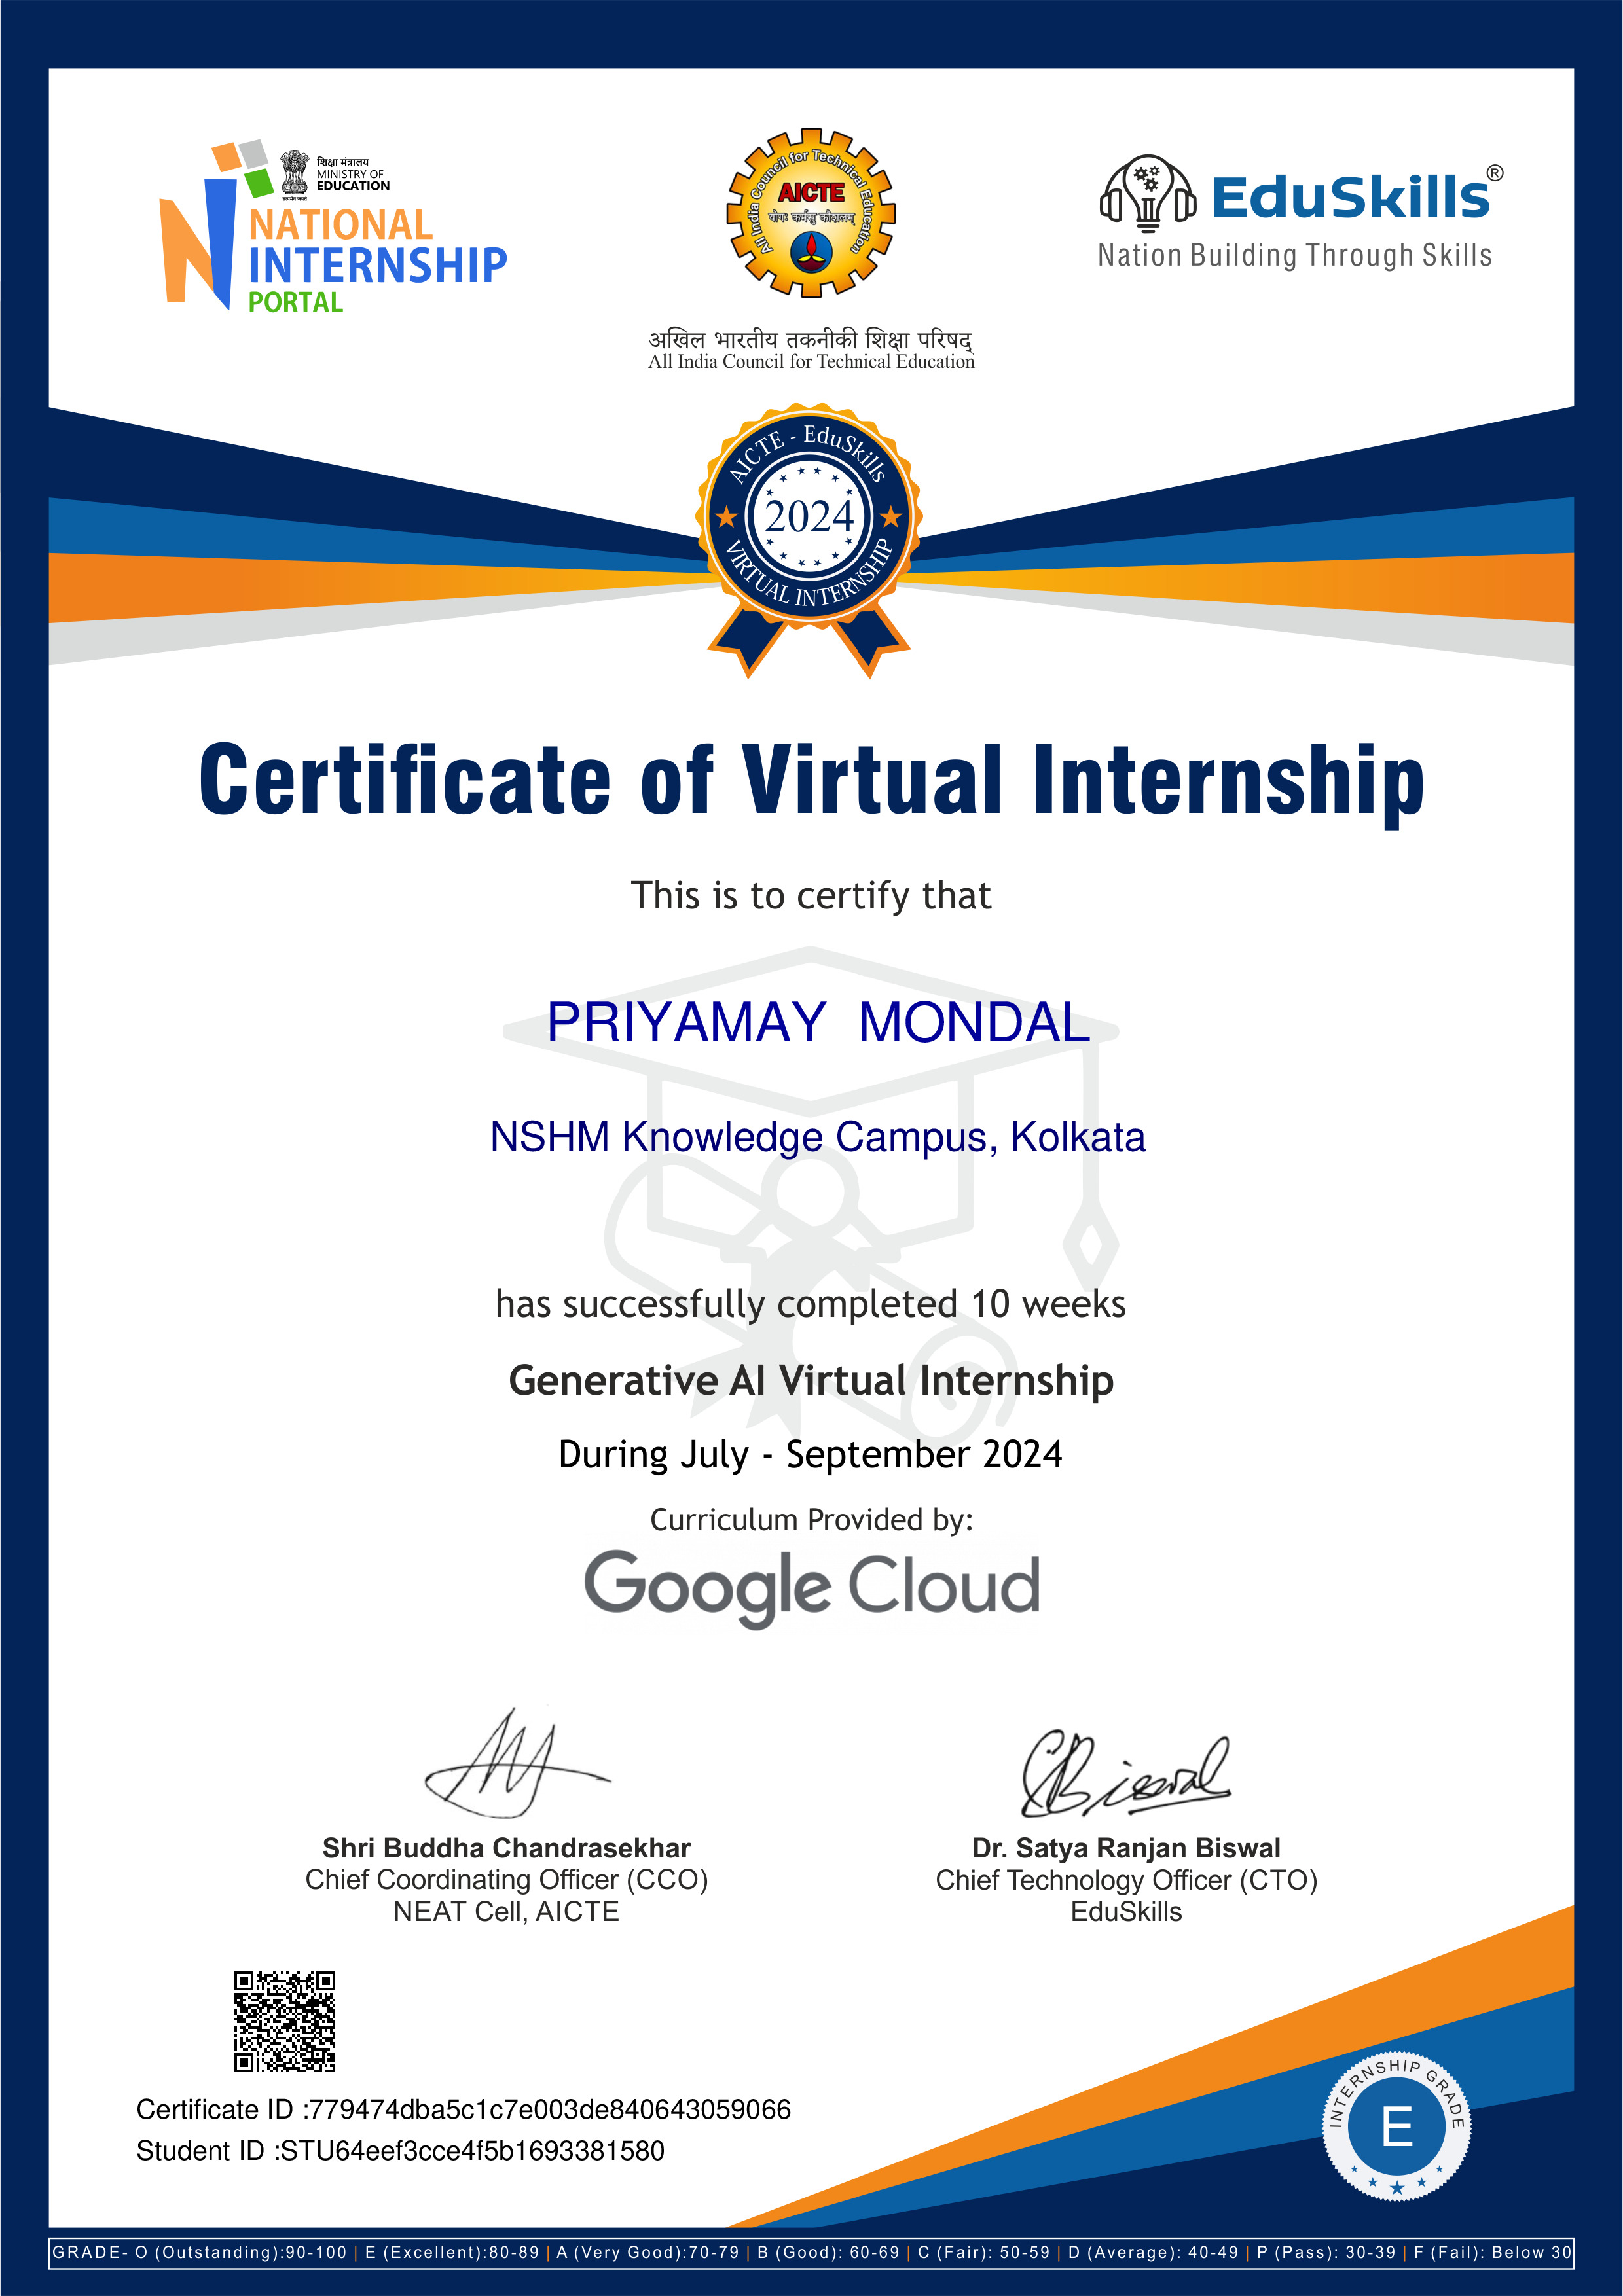 शिक्षा मंत्रालय
MINISTRY OF
EDUCATION
सत्यमेव जयते
NATIONAL
INTERNSHIP
PORTAL
All India Council for Technical Education
AICTE
योगः कर्मसु कौशलम्
EduSkills®
Nation Building Through Skills
अखिल भारतीय तकनीकी शिक्षा परिषद्
All India Council for Technical Education
AICTE - EduSkills
2024
VIRTUAL INTERNSHIP
Certificate of Virtual Internship
This is to certify that
PRIYAMAY MONDAL
NSHM Knowledge Campus, Kolkata
has successfully completed 10 weeks
Generative AI Virtual Internship
During July - September 2024
Curriculum Provided by:
Google Cloud
Shri Buddha Chandrasekhar
Chief Coordinating Officer (CCO)
NEAT Cell, AICTE
Dr. Satya Ranjan Biswal
Chief Technology Officer (CTO)
EduSkills
Certificate ID :779474dba5c1c7e003de840643059066
Student ID :STU64eef3cce4f5b1693381580
INTERNSHIP GRADE
E
GRADE- O (Outstanding):90-100 | E (Excellent):80-89 | A (Very Good):70-79 | B (Good): 60-69 | C (Fair): 50-59 | D (Average): 40-49 | P (Pass): 30-39 | F (Fail): Below 30